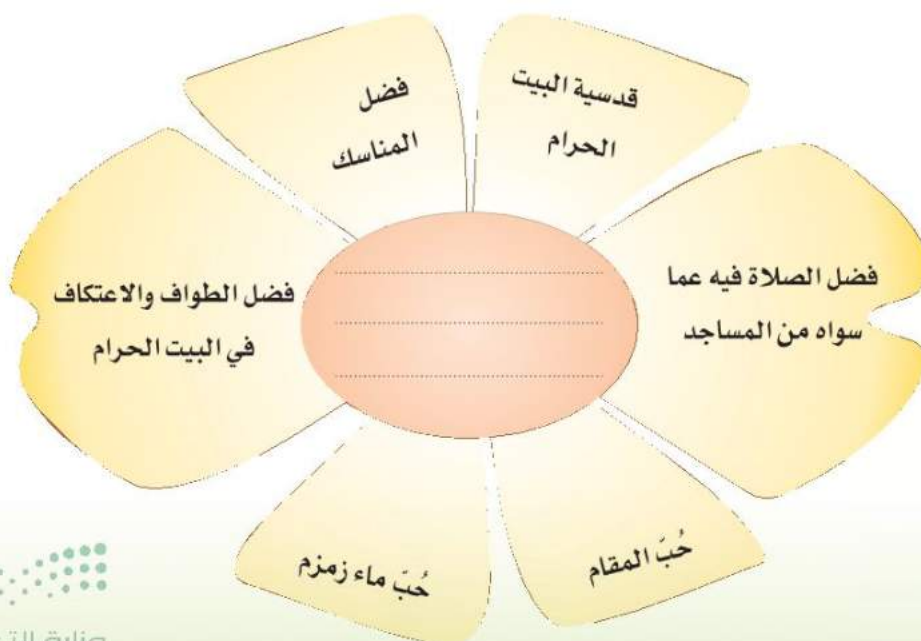 قدسية البيت
الحرام
فضل
المناسك
فضل الصلاة فيه عما
سواه من المساجد
فضل الطواف والاعتكاف
في البيت الحرام
حُبّ المقام
حُبّ ماء زمزم